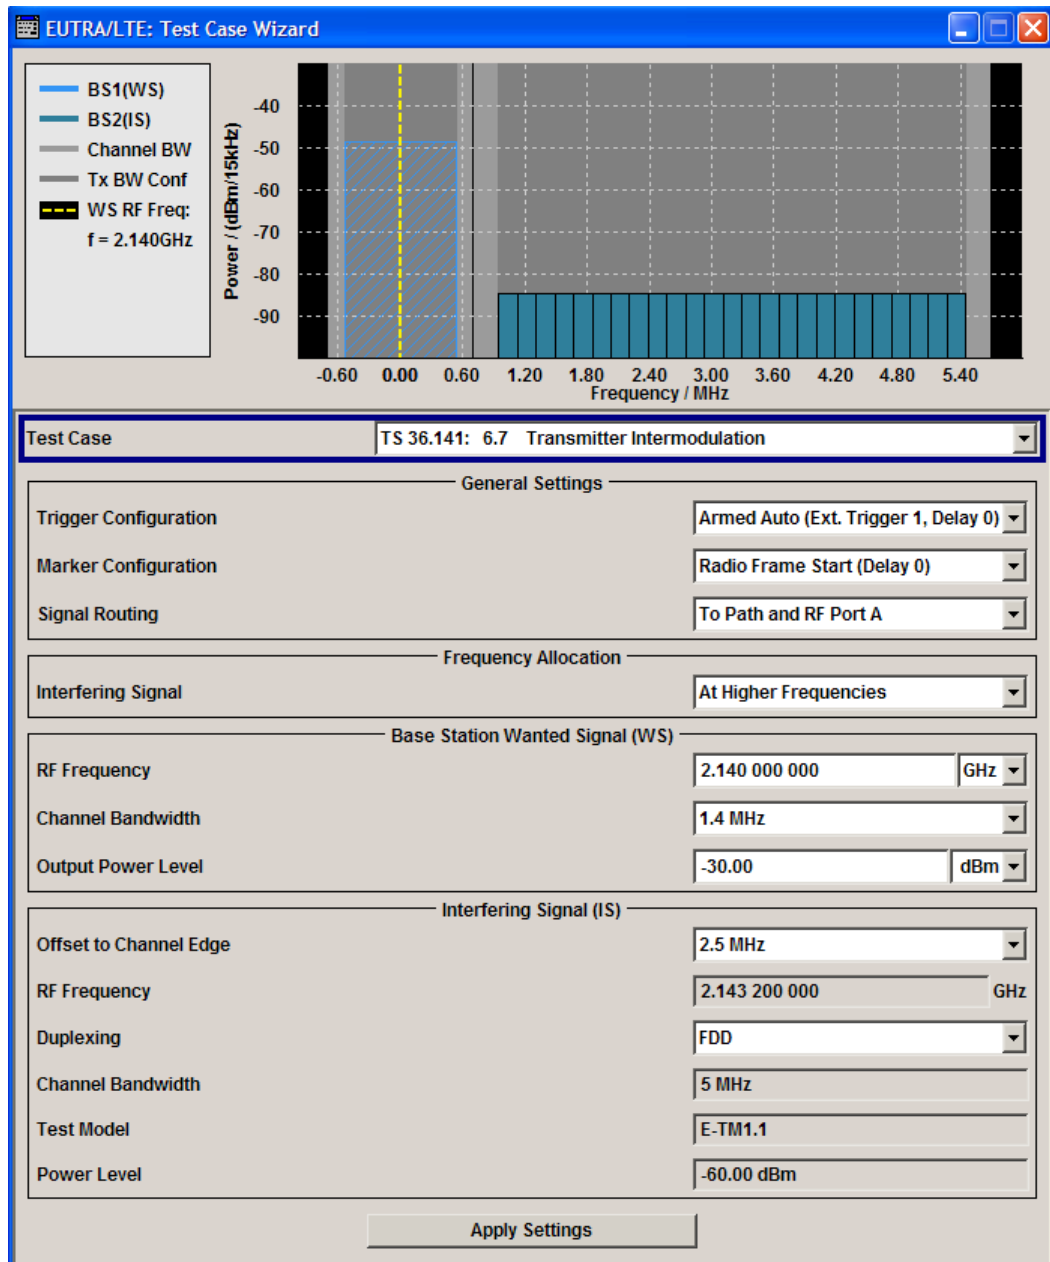 EUTRA/LTE: Test Case Wizard
BS1(WS)
BS2(IS)
Channel BW
Tx BW Conf
WS RF Freq:
f = 2.140GHz
Power / (dBm/15kHz)
-40
-50
-60
-70
-80
-90
-0.60 0.00 0.60 1.20 1.80 2.40 3.00 3.60 4.20 4.80 5.40
Frequency / MHz
Test Case TS 36.141: 6.7 Transmitter Intermodulation
General Settings
Trigger Configuration Armed Auto (Ext. Trigger 1, Delay 0)
Marker Configuration Radio Frame Start (Delay 0)
Signal Routing To Path and RF Port A
Frequency Allocation
Interfering Signal At Higher Frequencies
Base Station Wanted Signal (WS)
RF Frequency 2.140 000 000 GHz
Channel Bandwidth 1.4 MHz
Output Power Level -30.00 dBm
Interfering Signal (IS)
Offset to Channel Edge 2.5 MHz
RF Frequency 2.143 200 000 GHz
Duplexing FDD
Channel Bandwidth 5 MHz
Test Model E-TM1.1
Power Level -60.00 dBm
Apply Settings